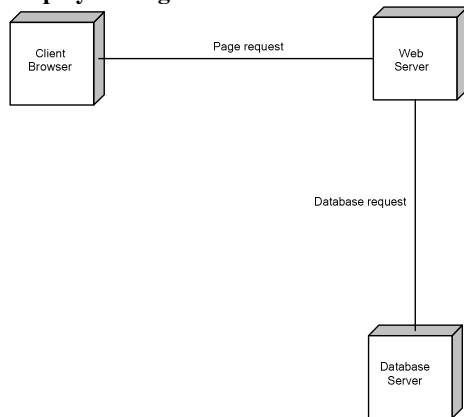 Client
Browser
Page request
Web
Server
Database request
Database
Server